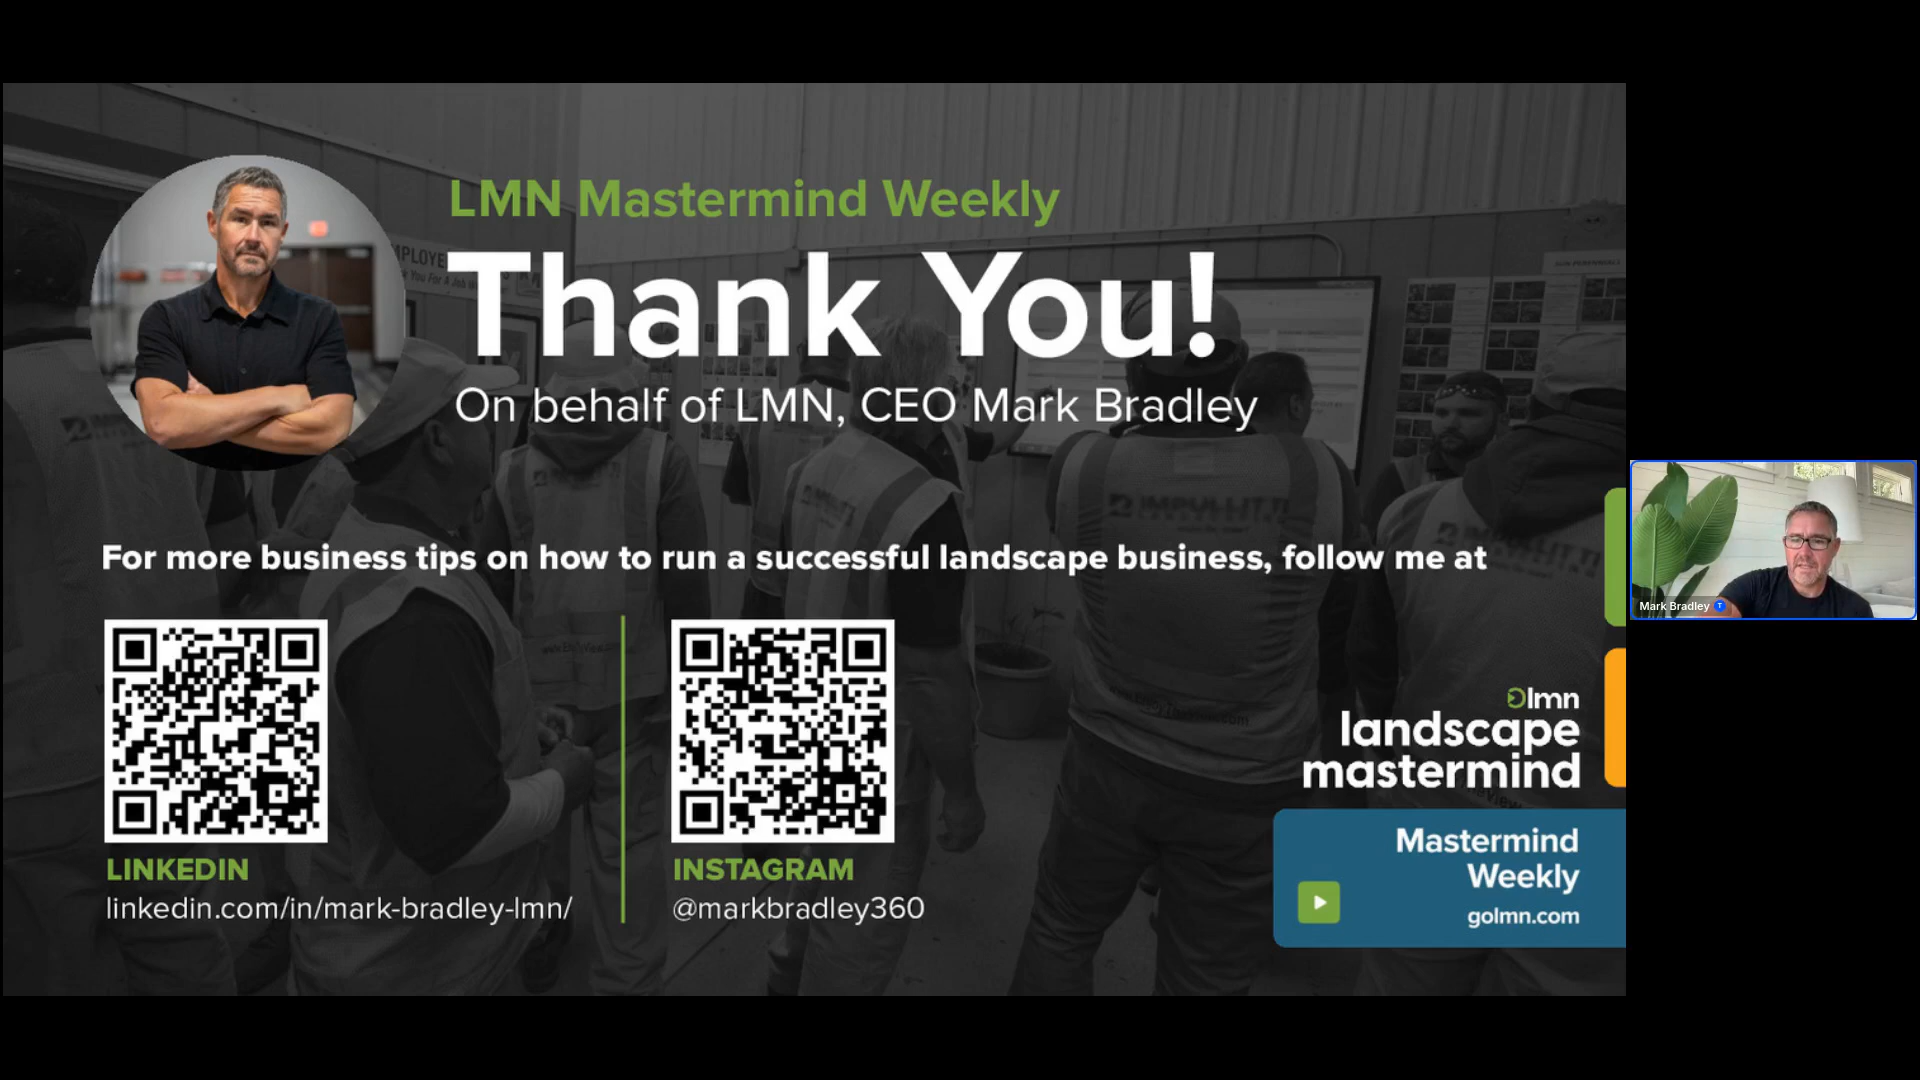 LMN Mastermind Weekly
Thank You!
On behalf of LMN, CEO Mark Bradley
For more business tips on how to run a successful landscape business, follow me at
LINKEDIN
linkedin.com/in/mark-bradley-lmn/
INSTAGRAM
@markbradley360
lmn
landscape
mastermind
Mastermind
Weekly
golmn.com
Mark Bradley